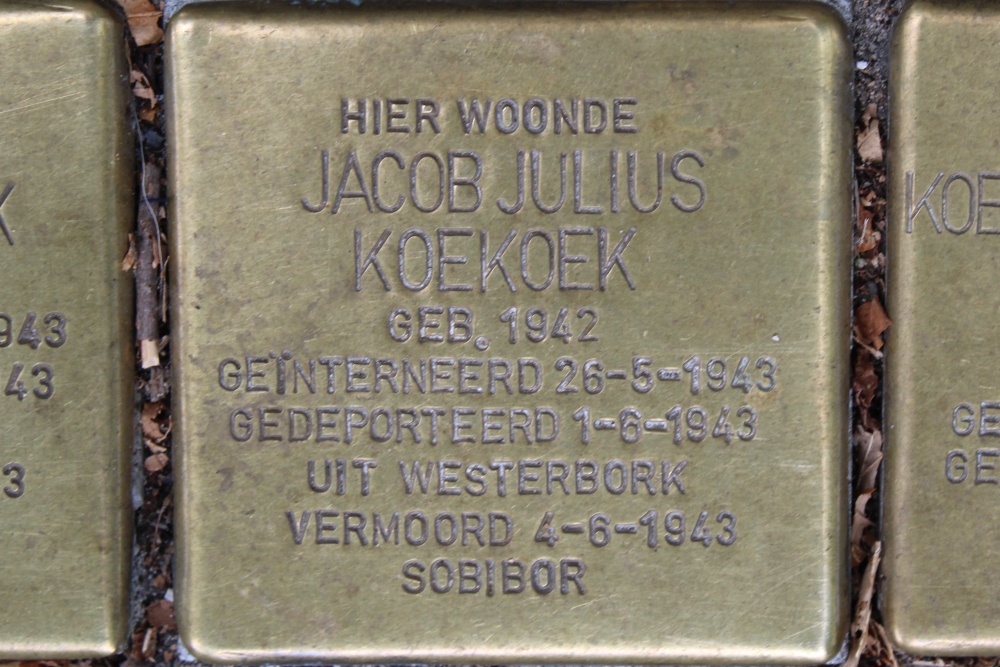 HIER WOONDE
JACOB JULIUS
KOEKOEK
GEB. 1942
GEÏNTERNEERD 26-5-1943
GEDEPORTEERD 1-6-1943
UIT WESTERBORK
VERMOORD 4-6-1943
SOBIBOR